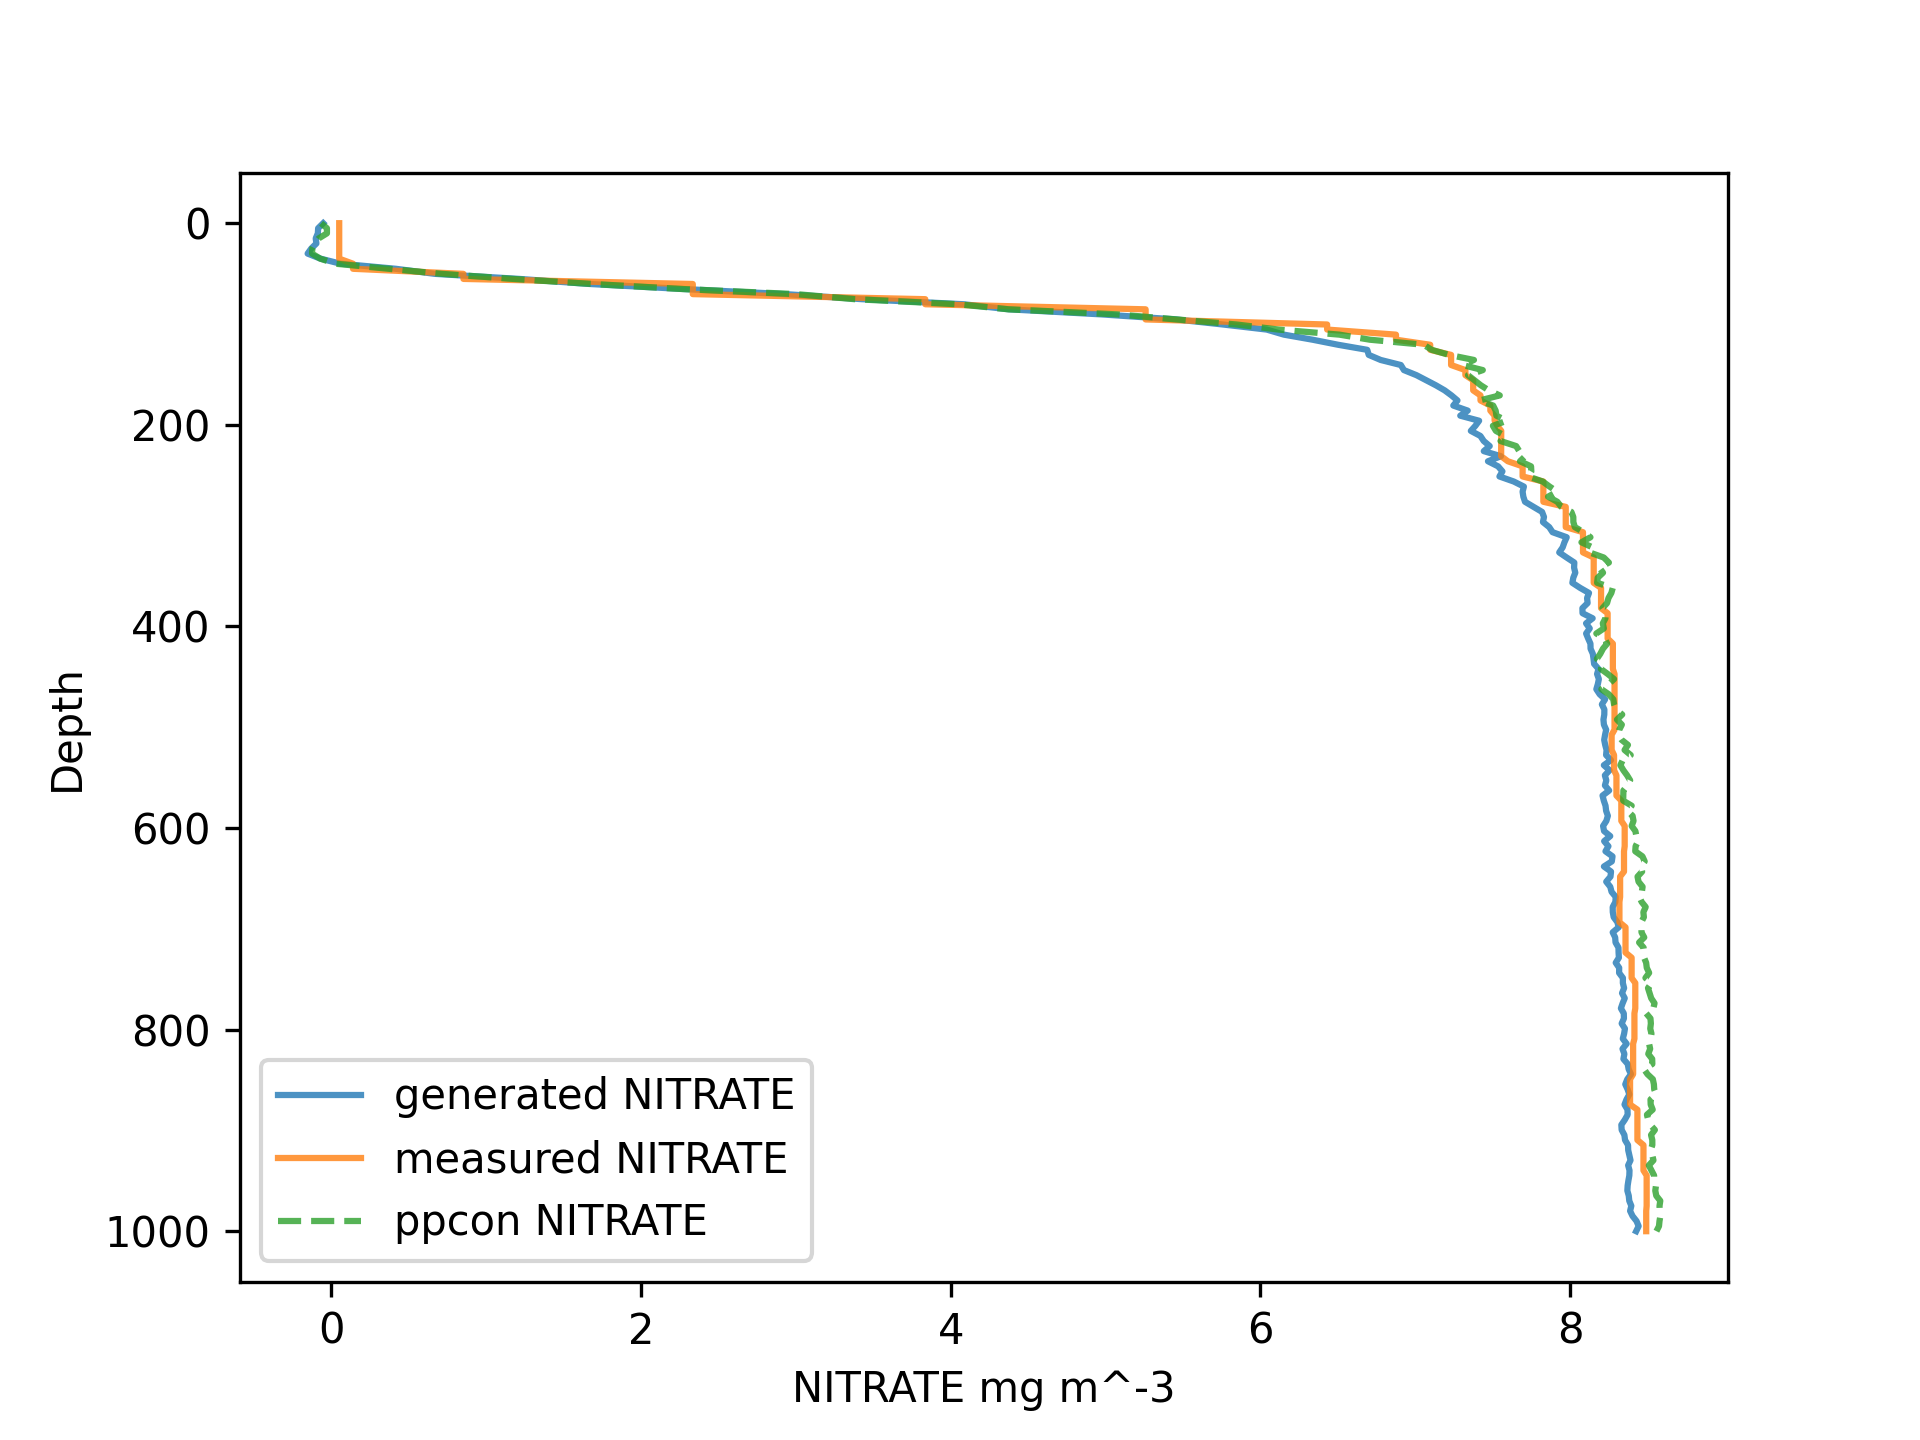 0
200
400
600
800
1000
Depth
generated NITRATE
measured NITRATE
ppcon NITRATE
0 2 4 6 8
NITRATE mg m^-3